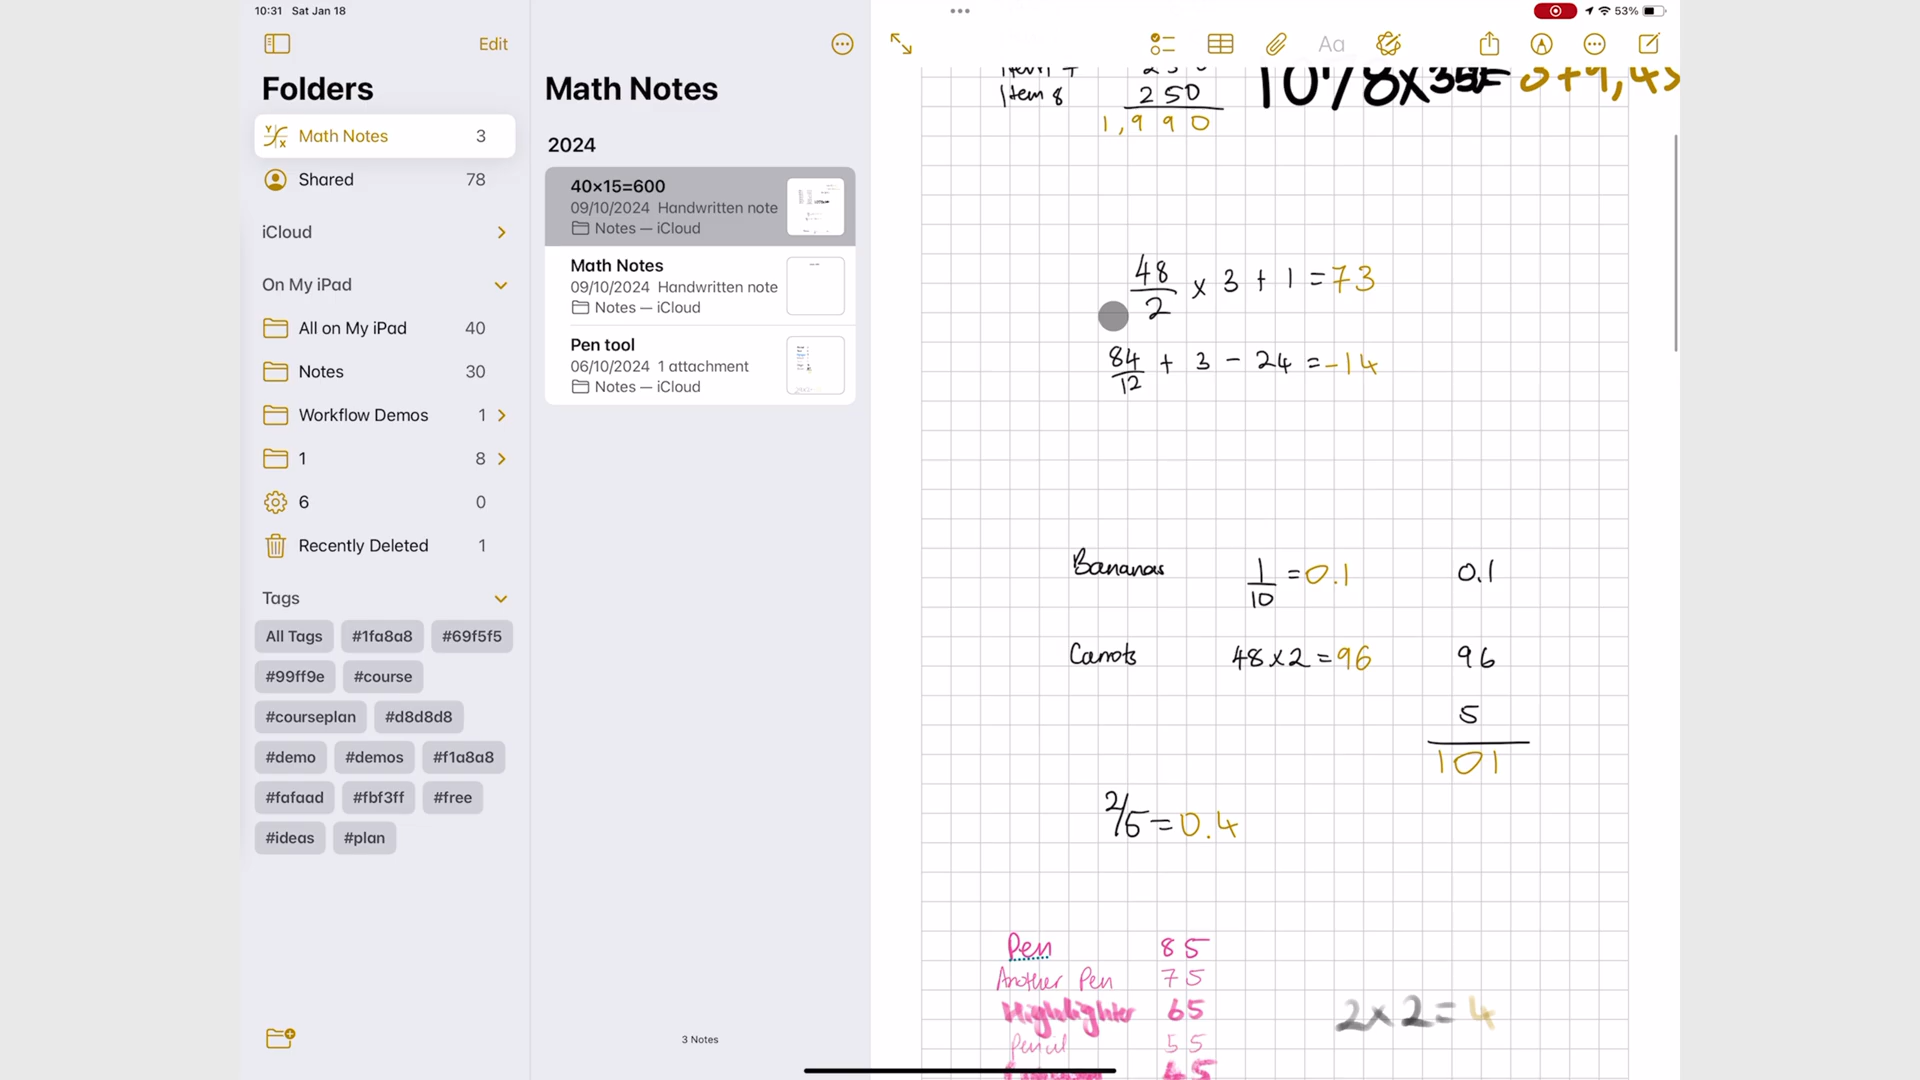 10:31 Sat Jan 18
53%
Edit
Folders
Math Notes 3
Shared 78
iCloud
On My iPad
All on My iPad 40
Notes 30
Workflow Demos 1
1 8
6 0
Recently Deleted 1
Tags
All Tags #1fa8a8 #69f5f5
#99ff9e #course
#courseplan #d8d8d8
#demo #demos #f1a8a8
#fafaad #fbf3ff #free
#ideas #plan
Math Notes
2024
40×15=600
09/10/2024 Handwritten note
Notes — iCloud
Math Notes
09/10/2024 Handwritten note
Notes — iCloud
Pen tool
06/10/2024 1 attachment
Notes — iCloud
3 Notes
Aa
Item 8 250
1,990
48
2 × 3 + 1 = 73
84
12 + 3 - 24 = -14
Bananas 1
10 = 0.1 0.1
Carrots 48×2=96 96
5
101
2/5=0.4
Pen 85
Another Pen 75
Highlighter 65
Pencil 55
45
2×2=4